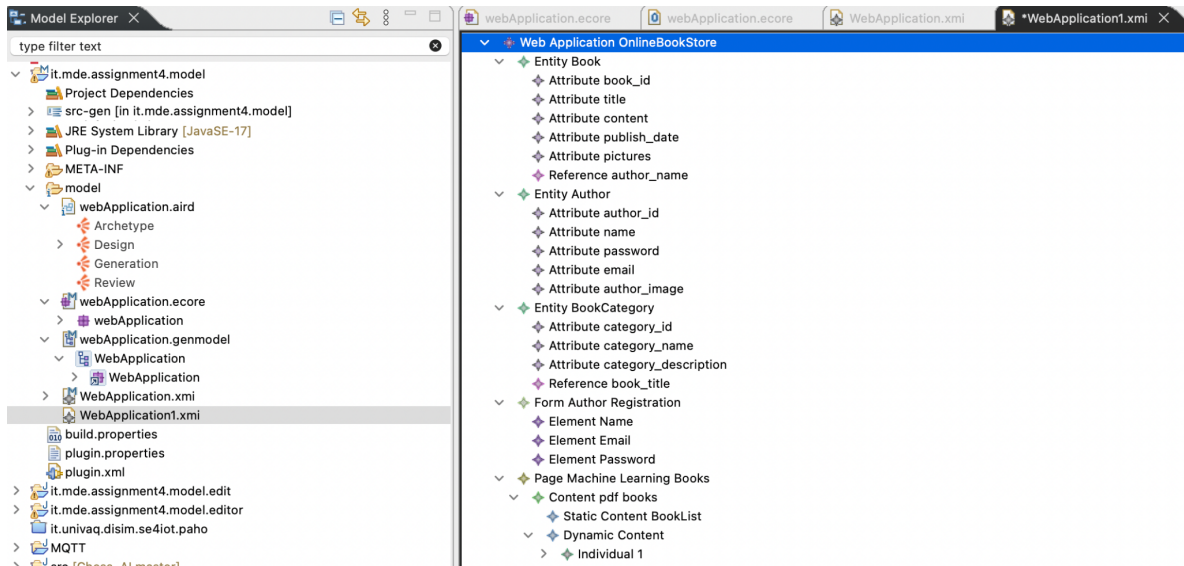 Model Explorer
type filter text
it.mde.assignment4.model
Project Dependencies
src-gen [in it.mde.assignment4.model]
JRE System Library [JavaSE-17]
Plug-in Dependencies
META-INF
model
webApplication.aird
Archetype
Design
Generation
Review
webApplication.ecore
webApplication
webApplication.genmodel
WebApplication
WebApplication
WebApplication.xmi
WebApplication1.xmi
build.properties
plugin.properties
plugin.xml
it.mde.assignment4.model.edit
it.mde.assignment4.model.editor
it.univaq.disim.se4iot.paho
MQTT
webApplication.ecore
webApplication.ecore
WebApplication.xmi
*WebApplication1.xmi
Web Application OnlineBookStore
Entity Book
Attribute book_id
Attribute title
Attribute content
Attribute publish_date
Attribute pictures
Reference author_name
Entity Author
Attribute author_id
Attribute name
Attribute password
Attribute email
Attribute author_image
Entity BookCategory
Attribute category_id
Attribute category_name
Attribute category_description
Reference book_title
Form Author Registration
Element Name
Element Email
Element Password
Page Machine Learning Books
Content pdf books
Static Content BookList
Dynamic Content
Individual 1